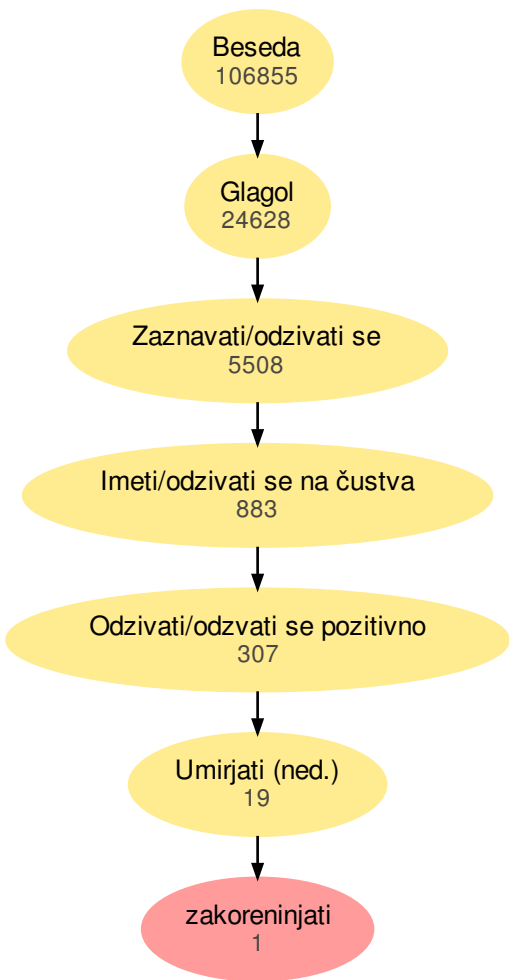 Beseda
106855
Glagol
24628
Zaznavati/odzivati se
5508
Imeti/odzivati se na čustva
883
Odzivati/odzvati se pozitivno
307
Umirjati (ned.)
19
zakoreninjati
1